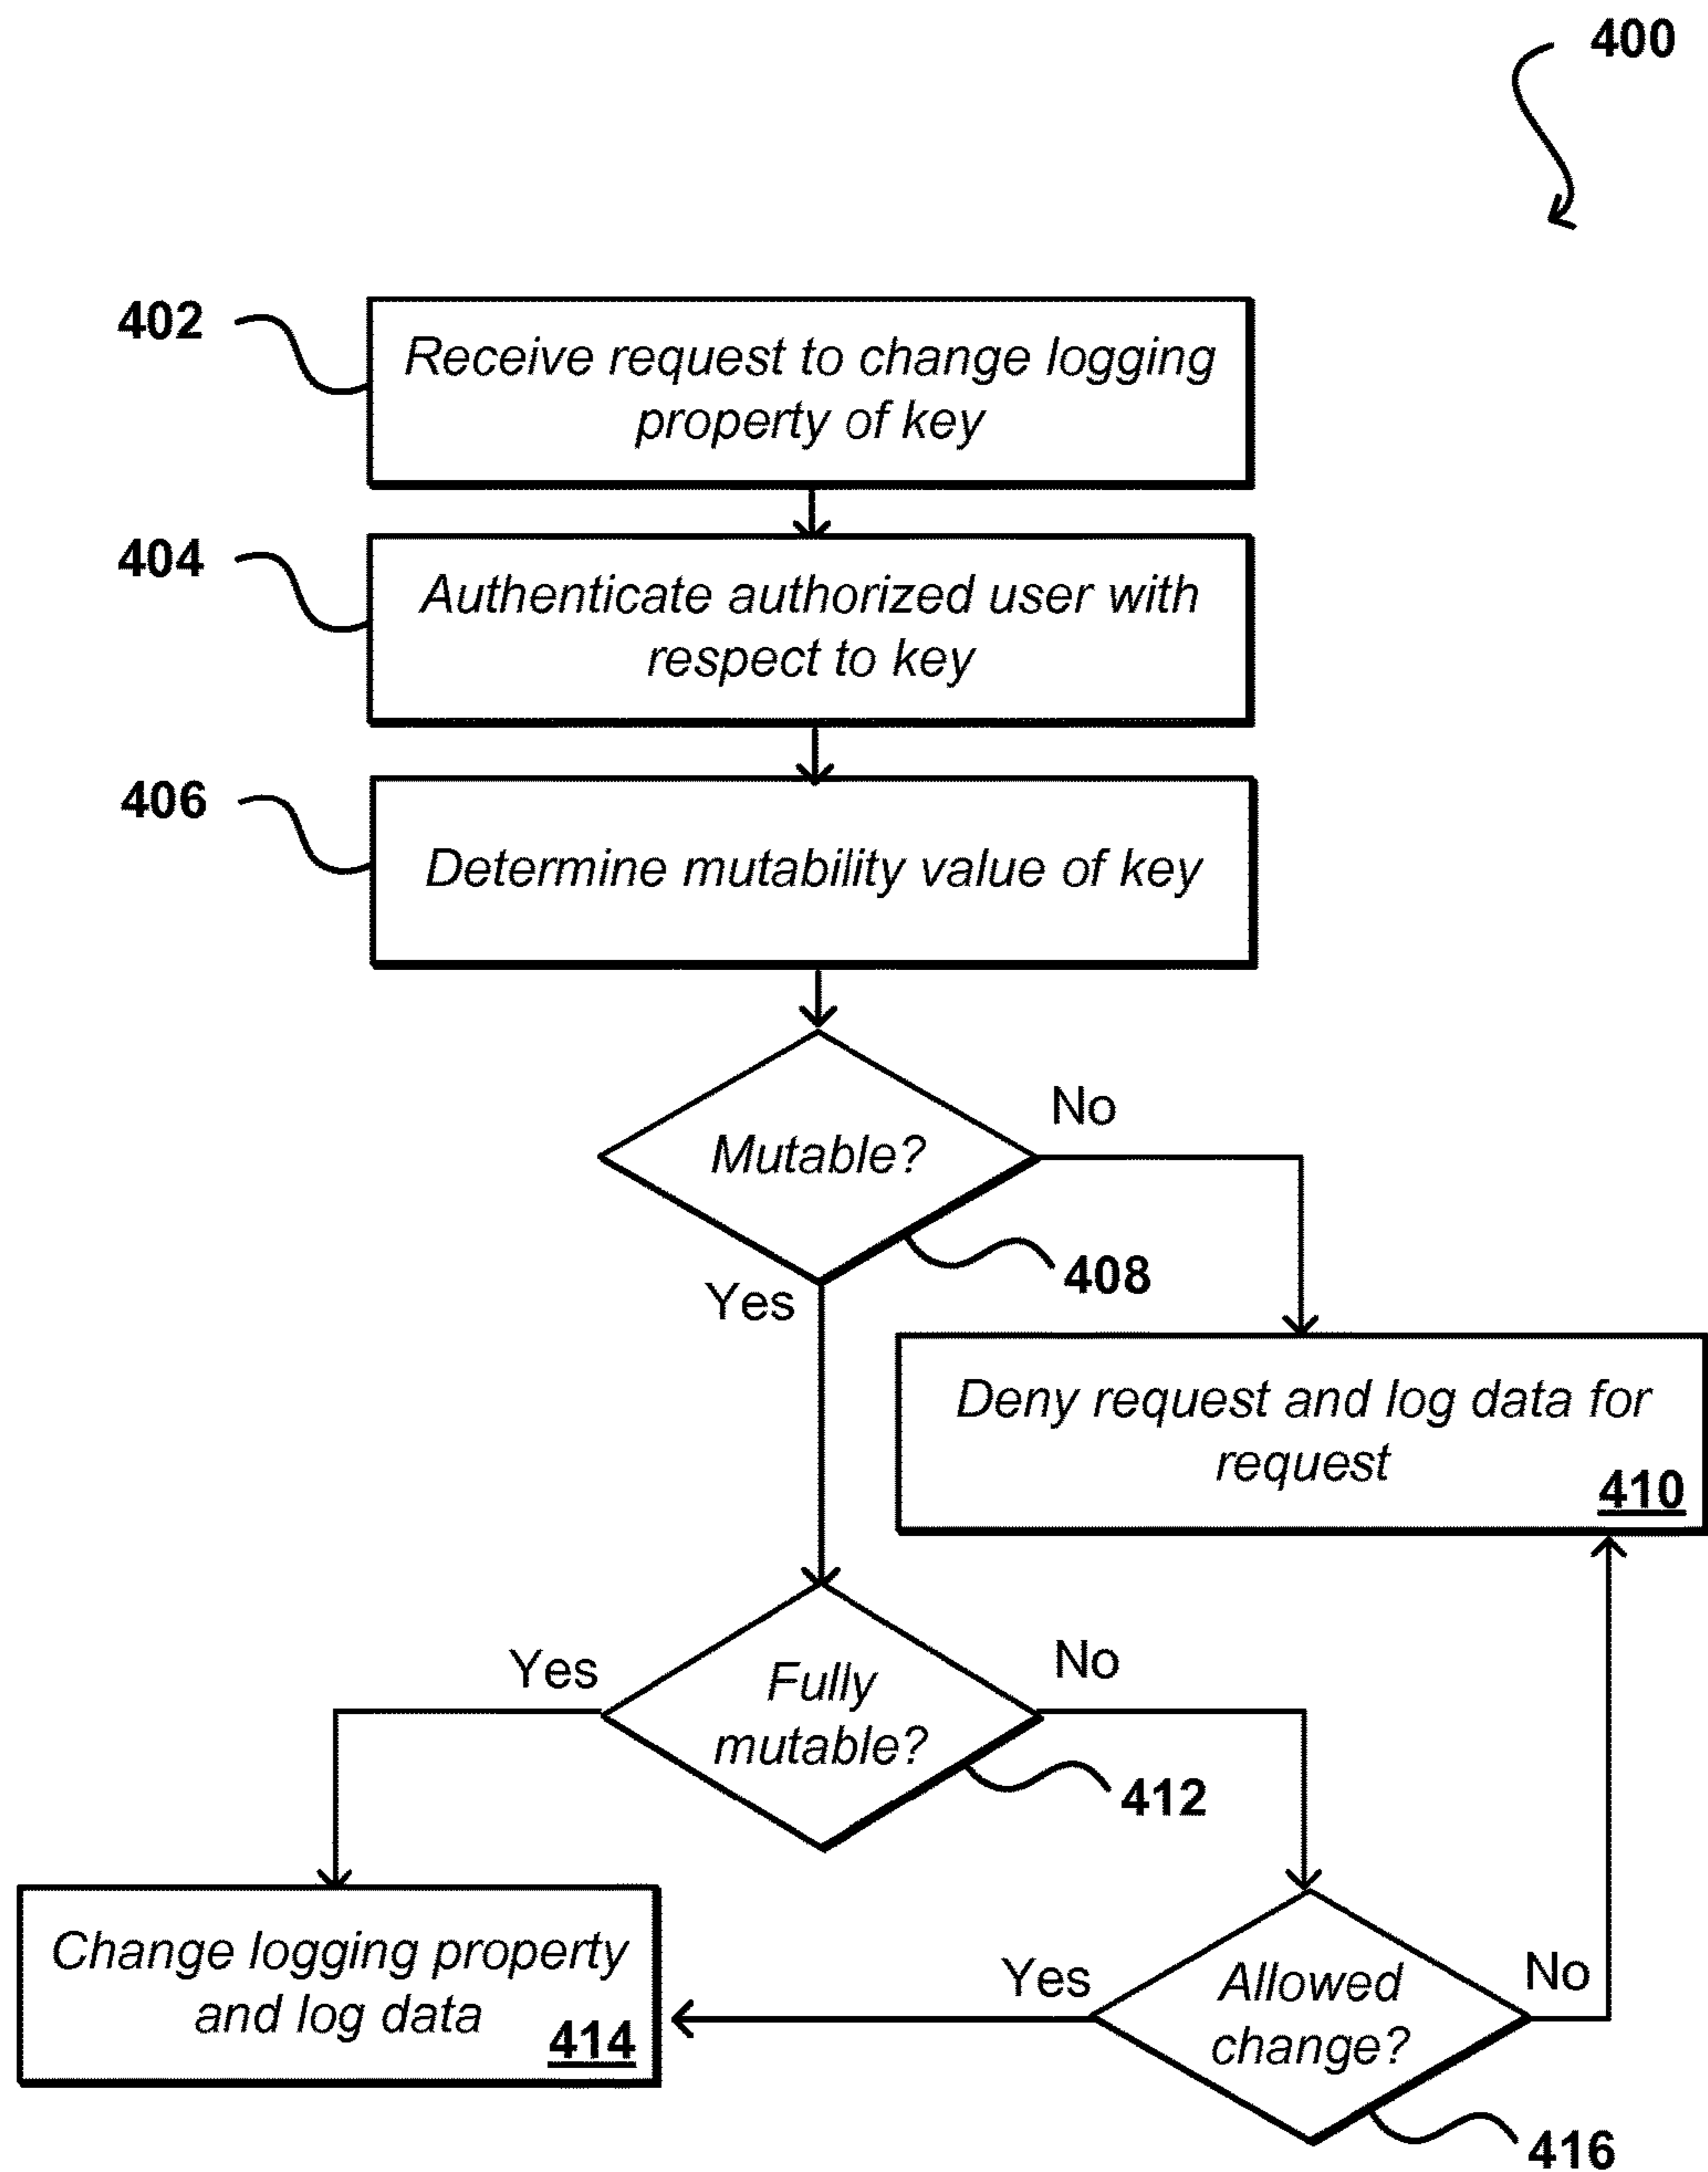 400
402
Receive request to change logging
property of key
404
Authenticate authorized user with
respect to key
406
Determine mutability value of key
Mutable?
No
408
Yes
Deny request and log data for
request
410
Yes
Fully
mutable?
No
412
Change logging property
and log data
414
Yes
Allowed
change?
No
416